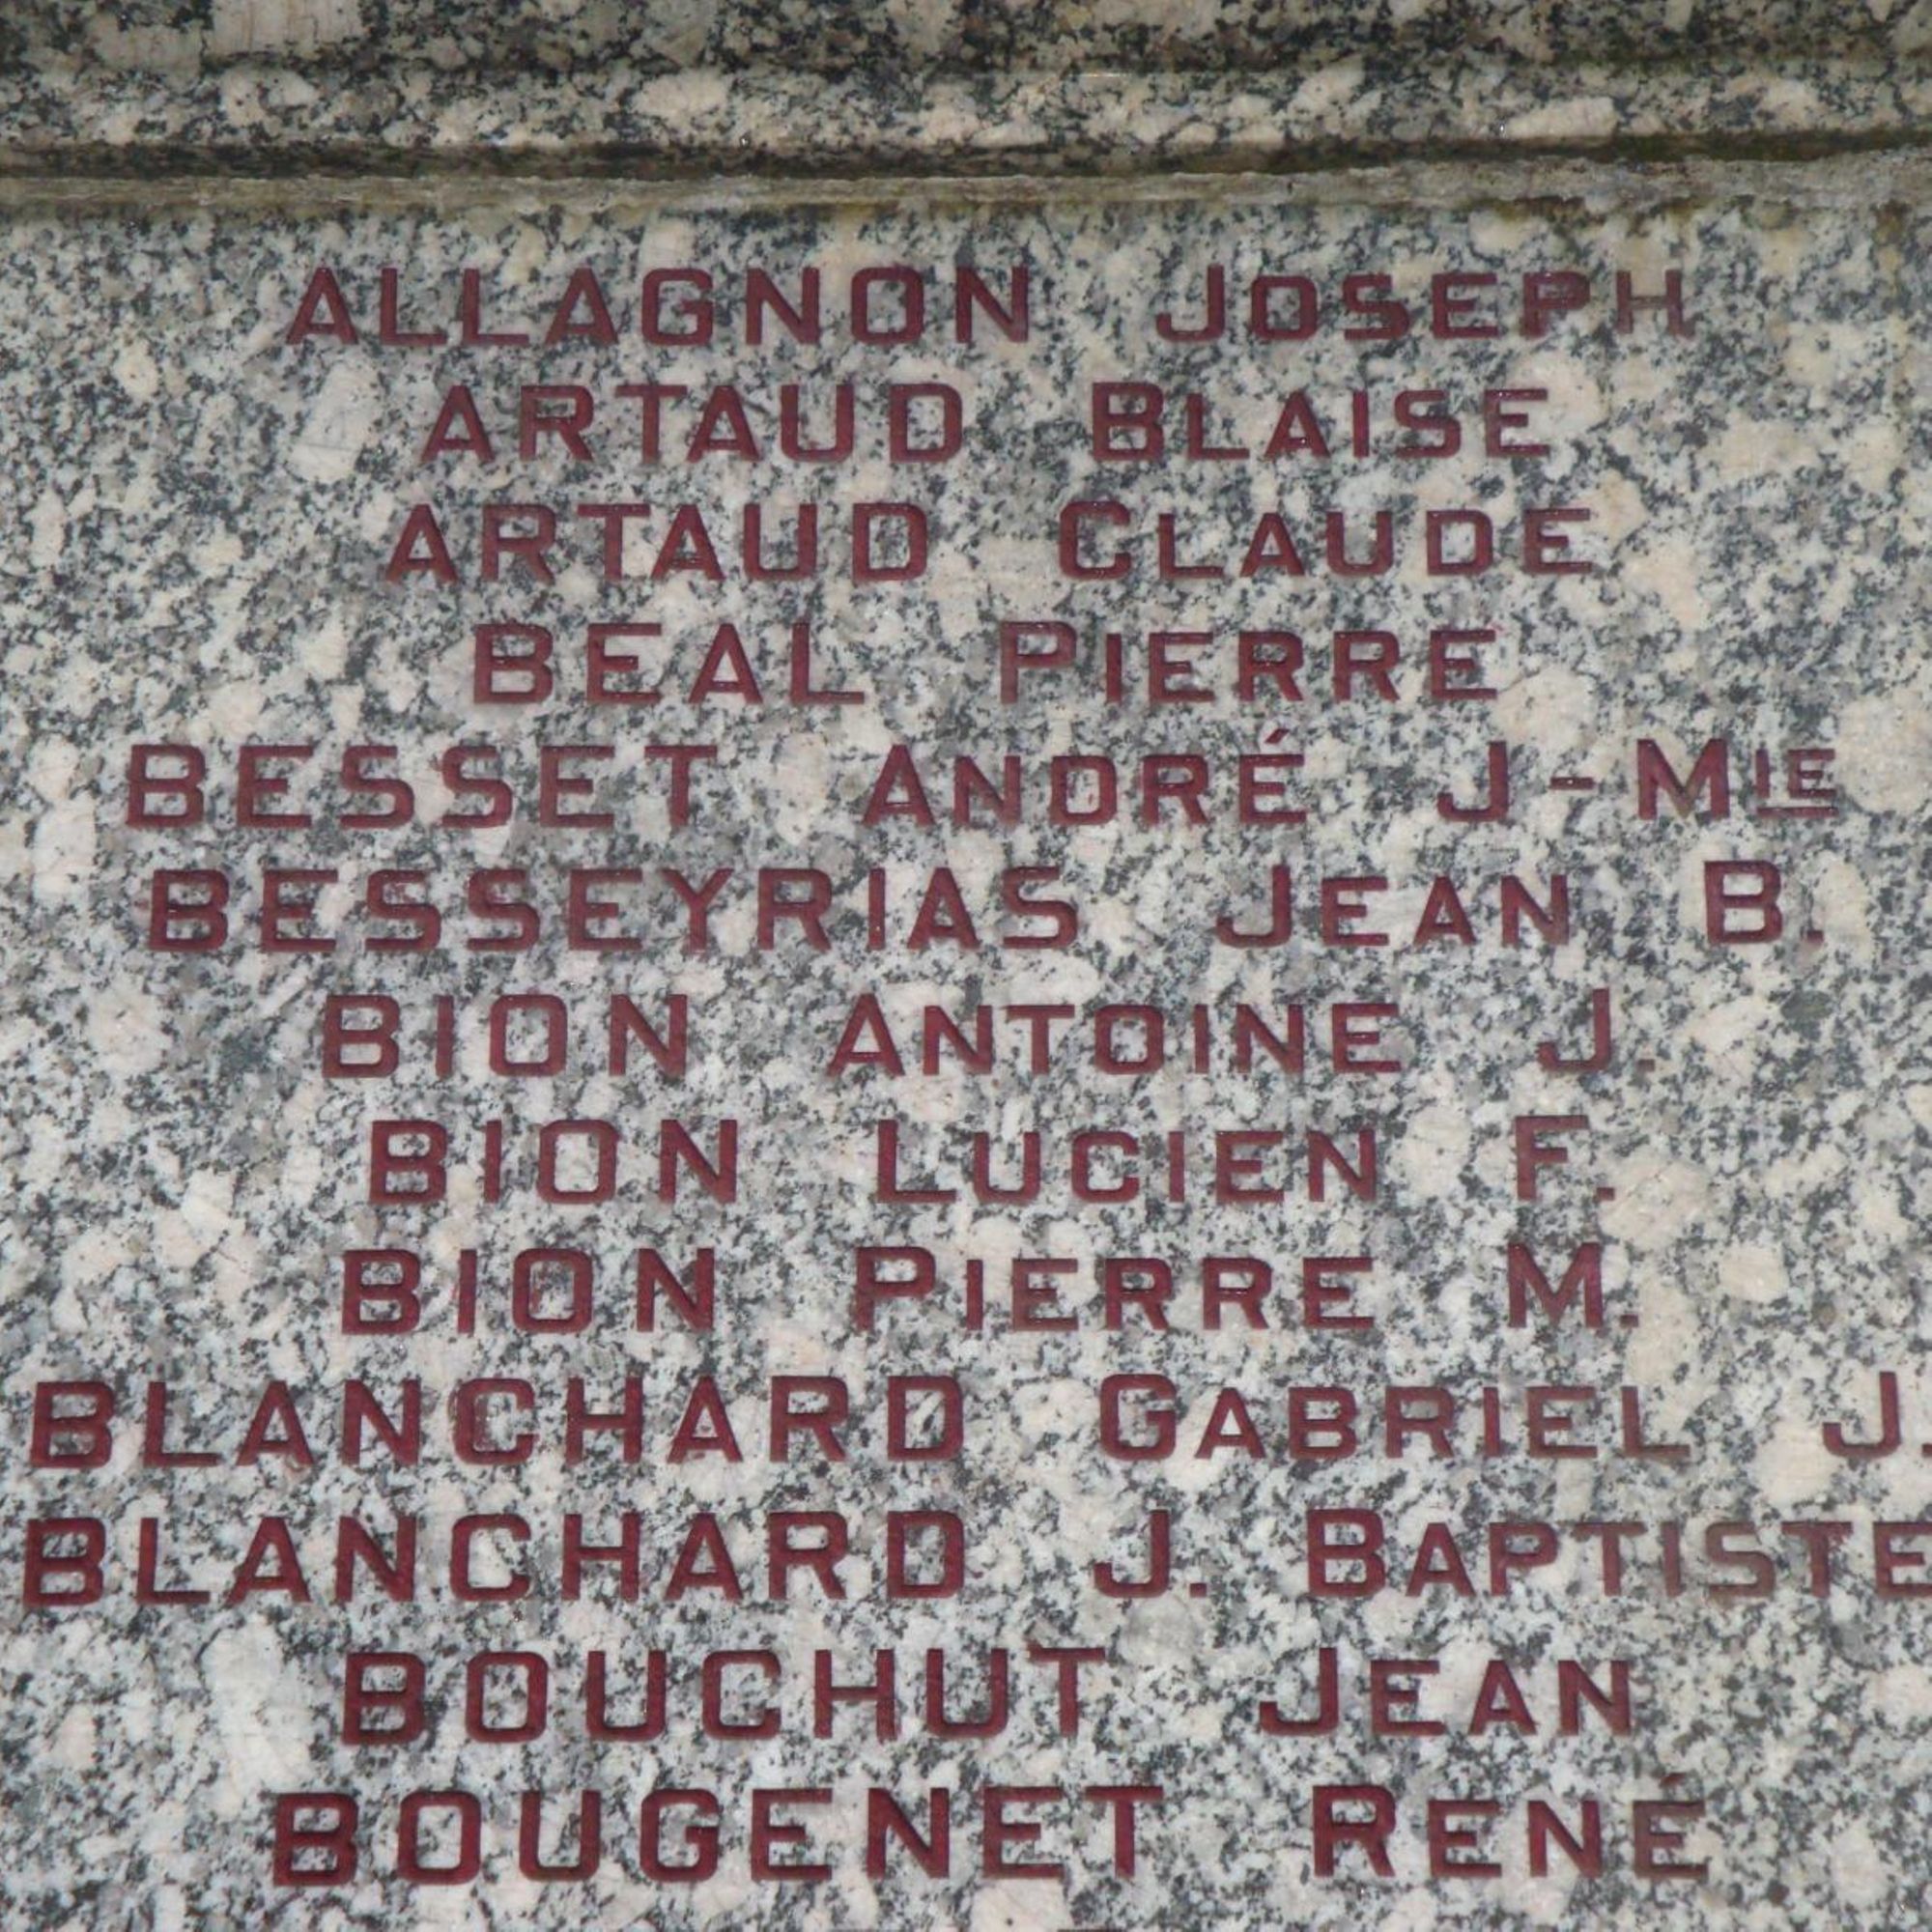 ALLAGNON JOSEPH
ARTAUD BLAISE
ARTAUD CLAUDE
BEAL PIERRE
BESSET ANDRÉ J-MIE
BESSEYRIAS JEAN B.
BION ANTOINE J.
BION LUCIEN F.
BION PIERRE M.
BLANCHARD GABRIEL J.
BLANCHARD J. BAPTISTE
BOUCHUT JEAN
BOUGENET RENÉ